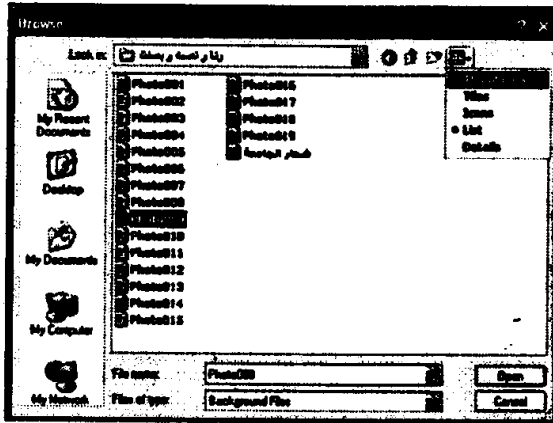 Browse
Look in:
My Recent Documents
Desktop
My Documents
My Computer
My Network
Photo001
Photo002
Photo003
Photo004
Photo005
Photo006
Photo007
Photo008
Photo010
Photo011
Photo012
Photo013
Photo014
Photo015
Photo016
Photo017
Photo018
Photo019
شعار الجامعة
Tiles
Icons
List
Details
File name:
Open
Files of type:
Background Files
Cancel